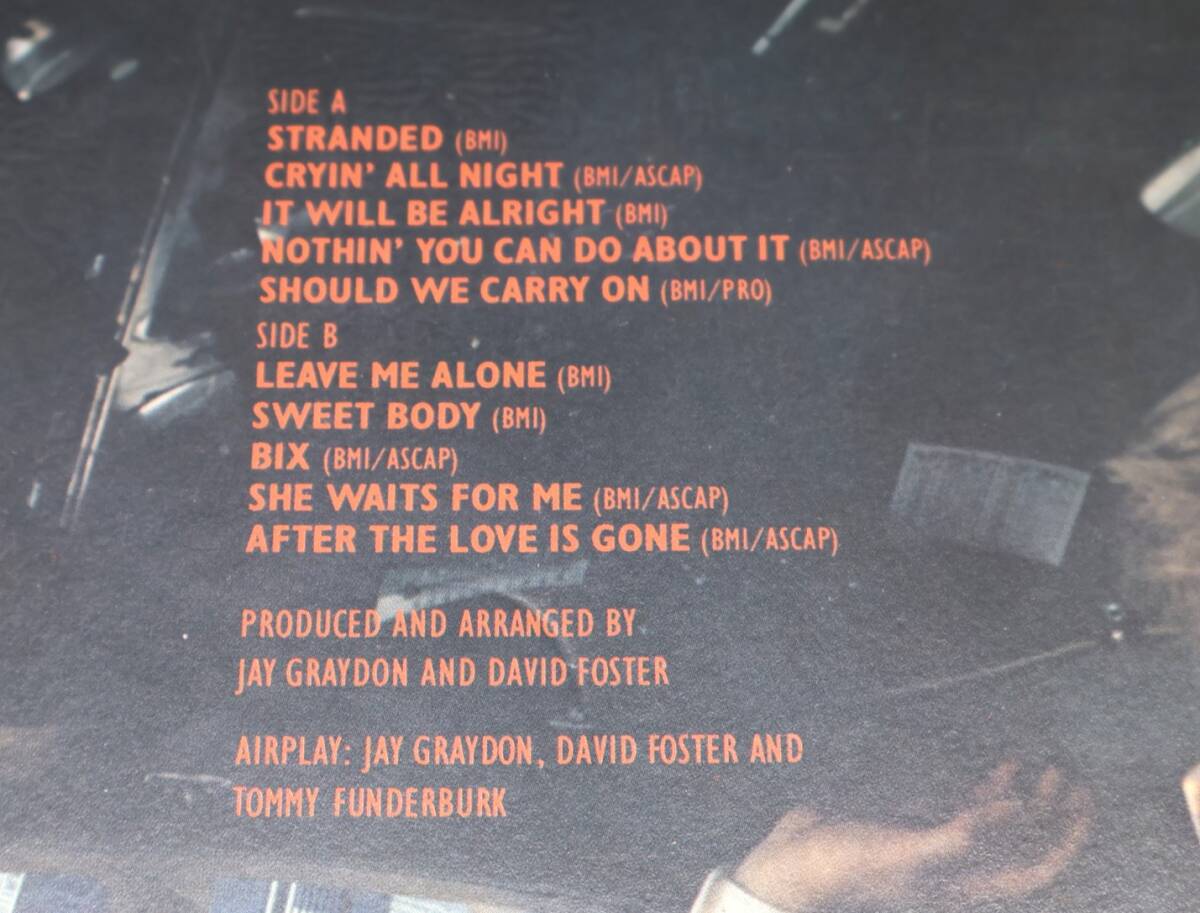 SIDE A
STRANDED (BMI)
CRYIN' ALL NIGHT (BMI/ASCAP)
IT WILL BE ALRIGHT (BMI)
NOTHIN' YOU CAN DO ABOUT IT (BMI/ASCAP)
SHOULD WE CARRY ON (BMI/PRO)
SIDE B
LEAVE ME ALONE (BMI)
SWEET BODY (BMI)
BIX (BMI/ASCAP)
SHE WAITS FOR ME (BMI/ASCAP)
AFTER THE LOVE IS GONE (BMI/ASCAP)
PRODUCED AND ARRANGED BY
JAY GRAYDON AND DAVID FOSTER
AIRPLAY: JAY GRAYDON, DAVID FOSTER AND
TOMMY FUNDERBURK